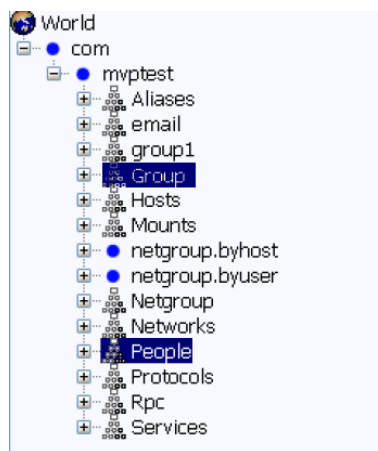 World
com
mvptest
Aliases
email
group1
Group
Hosts
Mounts
netgroup.byhost
netgroup.byuser
Netgroup
Networks
People
Protocols
Rpc
Services